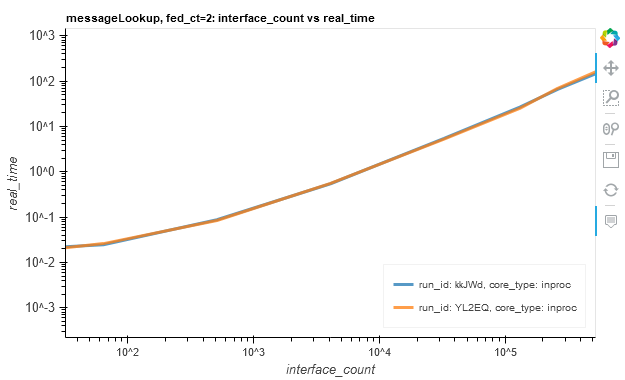 messageLookup, fed_ct=2: interface_count vs real_time
10^3
10^2
10^1
10^0
10^-1
10^-2
10^-3
real_time
run_id: kkJWd, core_type: inproc
run_id: YL2EQ, core_type: inproc
10^2
10^3
10^4
10^5
interface_count